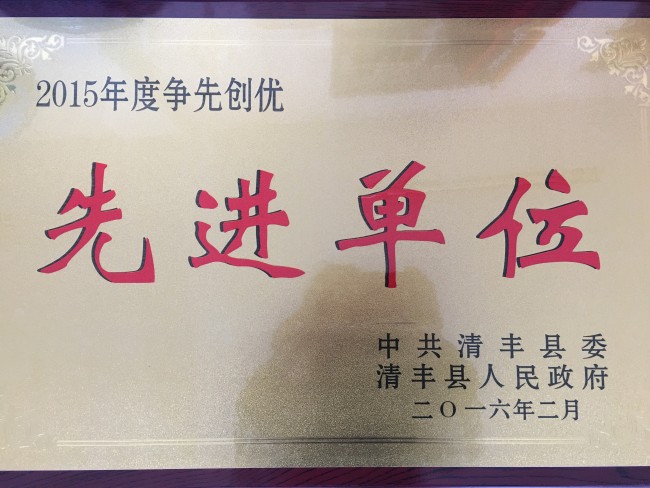 2015年度争先创优
先进单位
中共清丰县委
清丰县人民政府
二〇一六年二月